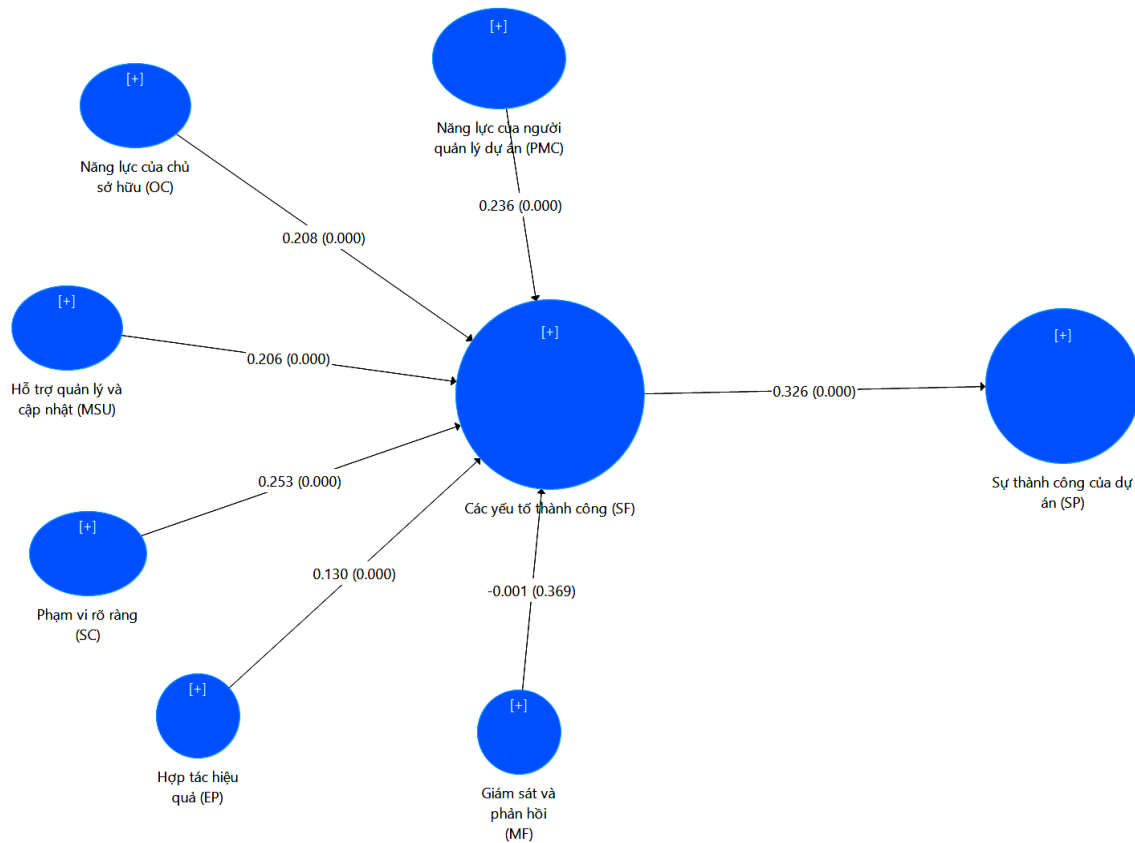 [+]
Năng lực của người
quản lý dự án (PMC)
[+]
Năng lực của chủ
sở hữu (OC)
0.236 (0.000)
0.208 (0.000)
[+]
Hỗ trợ quản lý và
cập nhật (MSU)
0.206 (0.000)
[+]
Các yếu tố thành công (SF)
0.326 (0.000)
[+]
Sự thành công của dự
án (SP)
0.253 (0.000)
[+]
Phạm vi rõ ràng
(SC)
0.130 (0.000)
-0.001 (0.369)
[+]
Hợp tác hiệu
quả (EP)
[+]
Giám sát và
phản hồi
(MF)